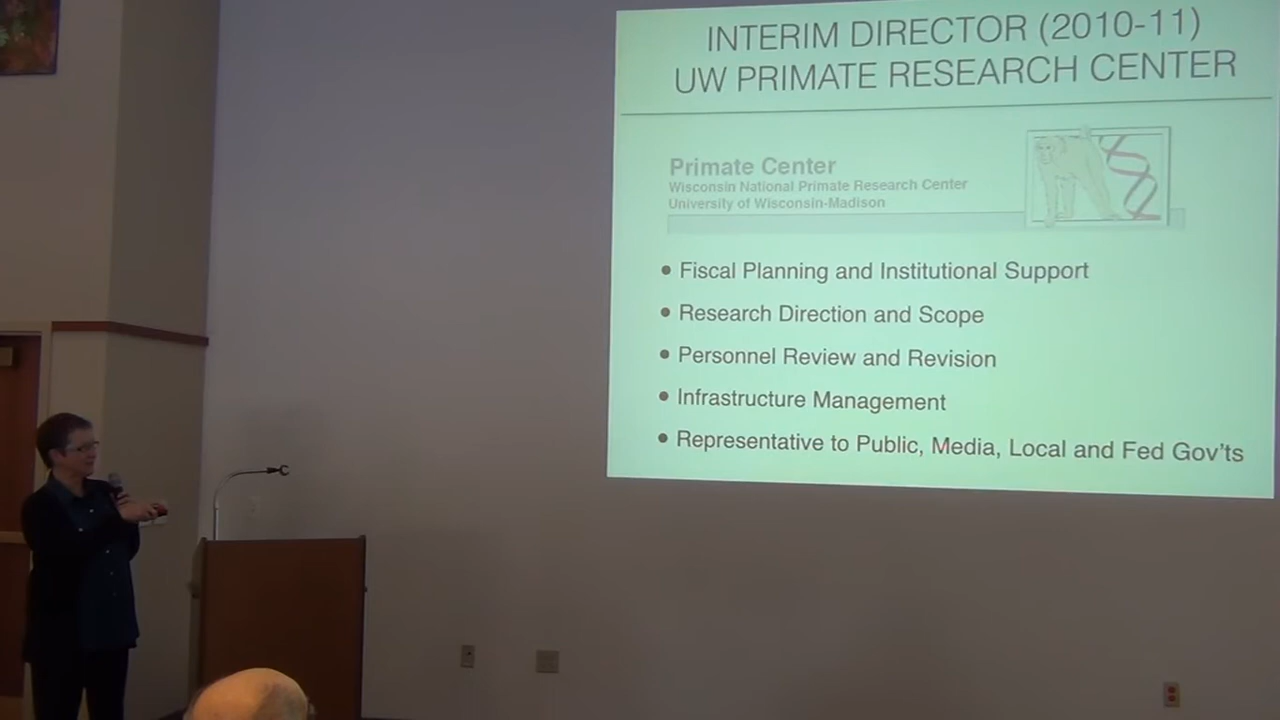 INTERIM DIRECTOR (2010-11)
UW PRIMATE RESEARCH CENTER
Primate Center
Wisconsin National Primate Research Center
University of Wisconsin-Madison
• Fiscal Planning and Institutional Support
• Research Direction and Scope
• Personnel Review and Revision
• Infrastructure Management
• Representative to Public, Media, Local and Fed Gov'ts